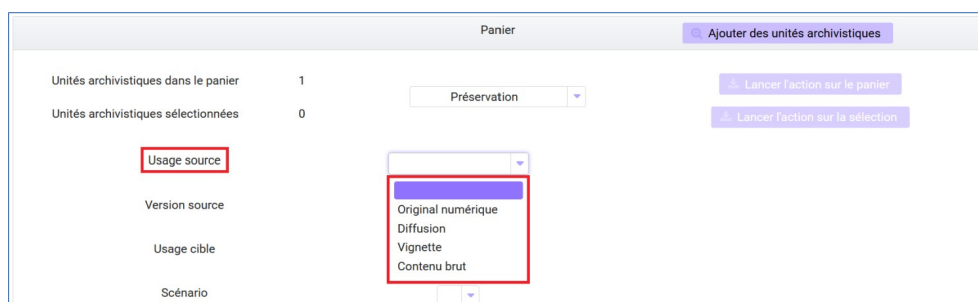 Panier
Ajouter des unités archivistiques
Unités archivistiques dans le panier 1
Préservation
Lancer l'action sur le panier
Unités archivistiques sélectionnées 0
Lancer l'action sur la sélection
Usage source
Version source
Original numérique
Diffusion
Usage cible
Vignette
Contenu brut
Scénario